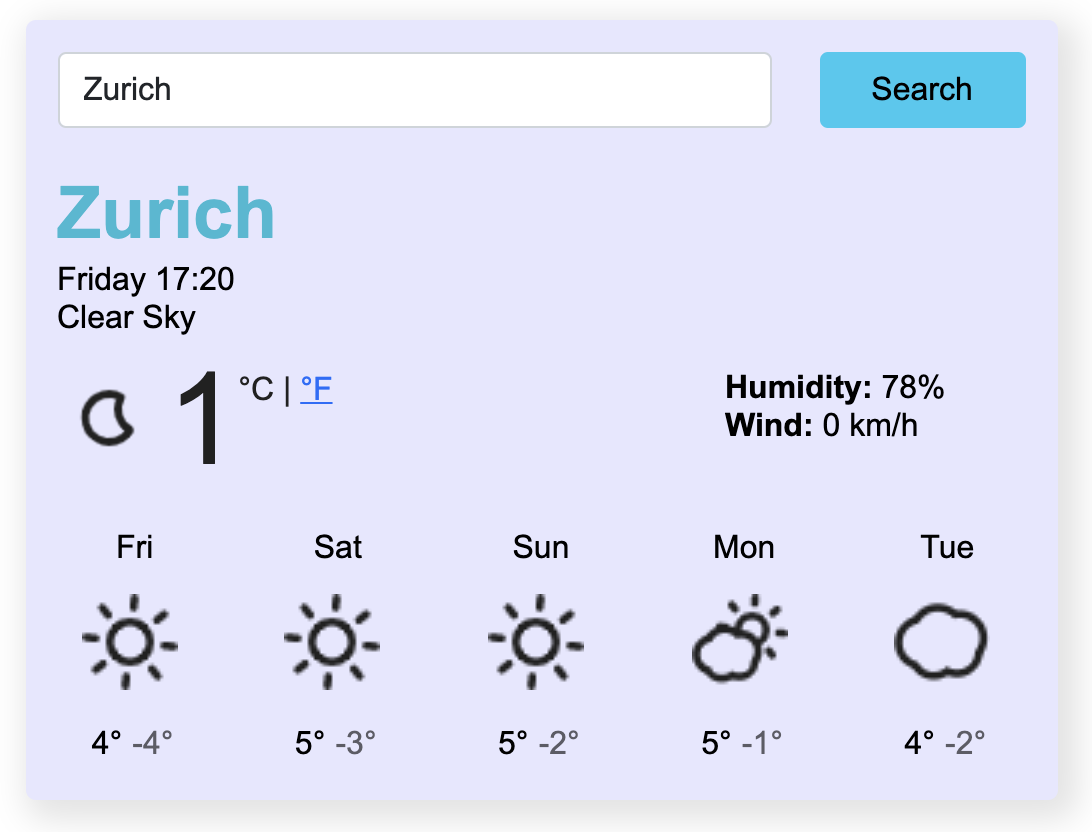 Zurich
Search
Zurich
Friday 17:20
Clear Sky
1 °C | °F
Humidity: 78%
Wind: 0 km/h
Fri Sat Sun Mon Tue
4° -4° 5° -3° 5° -2° 5° -1° 4° -2°